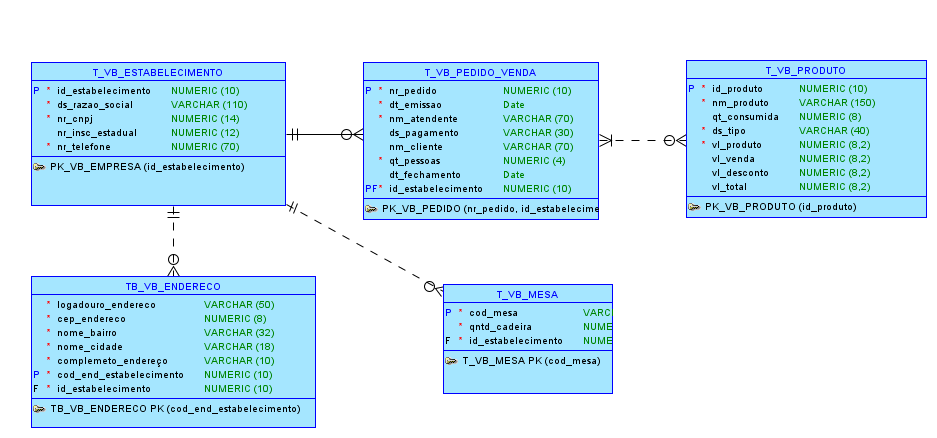 T_VB_ESTABELECIMENTO
P * id_estabelecimento NUMERIC (10)
* ds_razao_social VARCHAR (110)
* nr_cnpj NUMERIC (14)
nr_insc_estadual NUMERIC (12)
* nr_telefone NUMERIC (70)
PK_VB_EMPRESA (id_estabelecimento)
T_VB_PEDIDO_VENDA
P * nr_pedido NUMERIC (10)
* dt_emissao Date
* nm_atendente VARCHAR (70)
ds_pagamento VARCHAR (30)
nm_cliente VARCHAR (70)
* qt_pessoas NUMERIC (4)
dt_fechamento Date
PF* id_estabelecimento NUMERIC (10)
PK_VB_PEDIDO (nr_pedido, id_estabelecime
T_VB_PRODUTO
P * id_produto NUMERIC (10)
* nm_produto VARCHAR (150)
qt_consumida NUMERIC (8)
* ds_tipo VARCHAR (40)
* vl_produto NUMERIC (8,2)
vl_venda NUMERIC (8,2)
vl_desconto NUMERIC (8,2)
vl_total NUMERIC (8,2)
PK_VB_PRODUTO (id_produto)
TB_VB_ENDERECO
* logadouro_endereco VARCHAR (50)
* cep_endereco NUMERIC (8)
* nome_bairro VARCHAR (32)
* nome_cidade VARCHAR (18)
* complemeto_endereço VARCHAR (10)
P * cod_end_estabelecimento NUMERIC (10)
F * id_estabelecimento NUMERIC (10)
TB_VB_ENDERECO PK (cod_end_estabelecimento)
T_VB_MESA
P * cod_mesa VARC
* qntd_cadeira NUME
F * id_estabelecimento NUME
T_VB_MESA PK (cod_mesa)